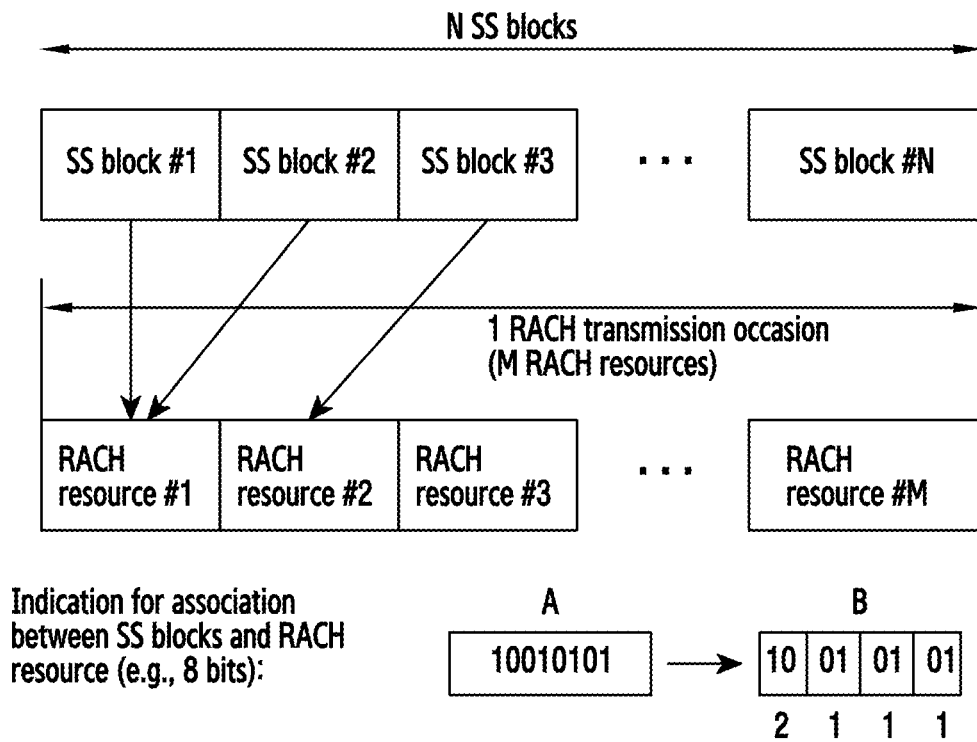 N SS blocks
SS block #1 SS block #2 SS block #3 ... SS block #N
1 RACH transmission occasion
(M RACH resources)
RACH RACH RACH ... RACH
resource #1 resource #2 resource #3 resource #M
Indication for association
between SS blocks and RACH
resource (e.g., 8 bits):
A B
10010101 10 01 01 01
2 1 1 1